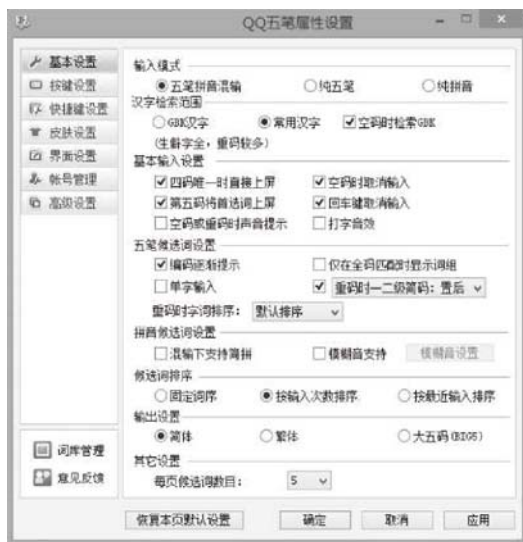 QQ五笔属性设置
基本设置
按键设置
快捷键设置
皮肤设置
界面设置
帐号管理
高级设置
词库管理
意见反馈
输入模式
五笔拼音混输 纯五笔 纯拼音
汉字检索范围
GBK汉字 常用汉字 空码时检索GBK
(生僻字全，重码较多)
基本输入设置
四码唯一时直接上屏 空码时取消输入
第五码将首选词上屏 回车键取消输入
空码或重码时声音提示 打字音效
五笔候选词设置
编码逐渐提示 仅在全码匹配时显示词组
单字输入 重码时一二级简码：置后
重码时字词排序： 默认排序
拼音候选词设置
混输下支持简拼 模糊音支持 模糊音设置
候选词排序
固定词序 按输入次数排序 按最近输入排序
输出设置
简体 繁体 大五码(BIG5)
其它设置
每页候选词数目： 5
恢复本页默认设置 确定 取消 应用